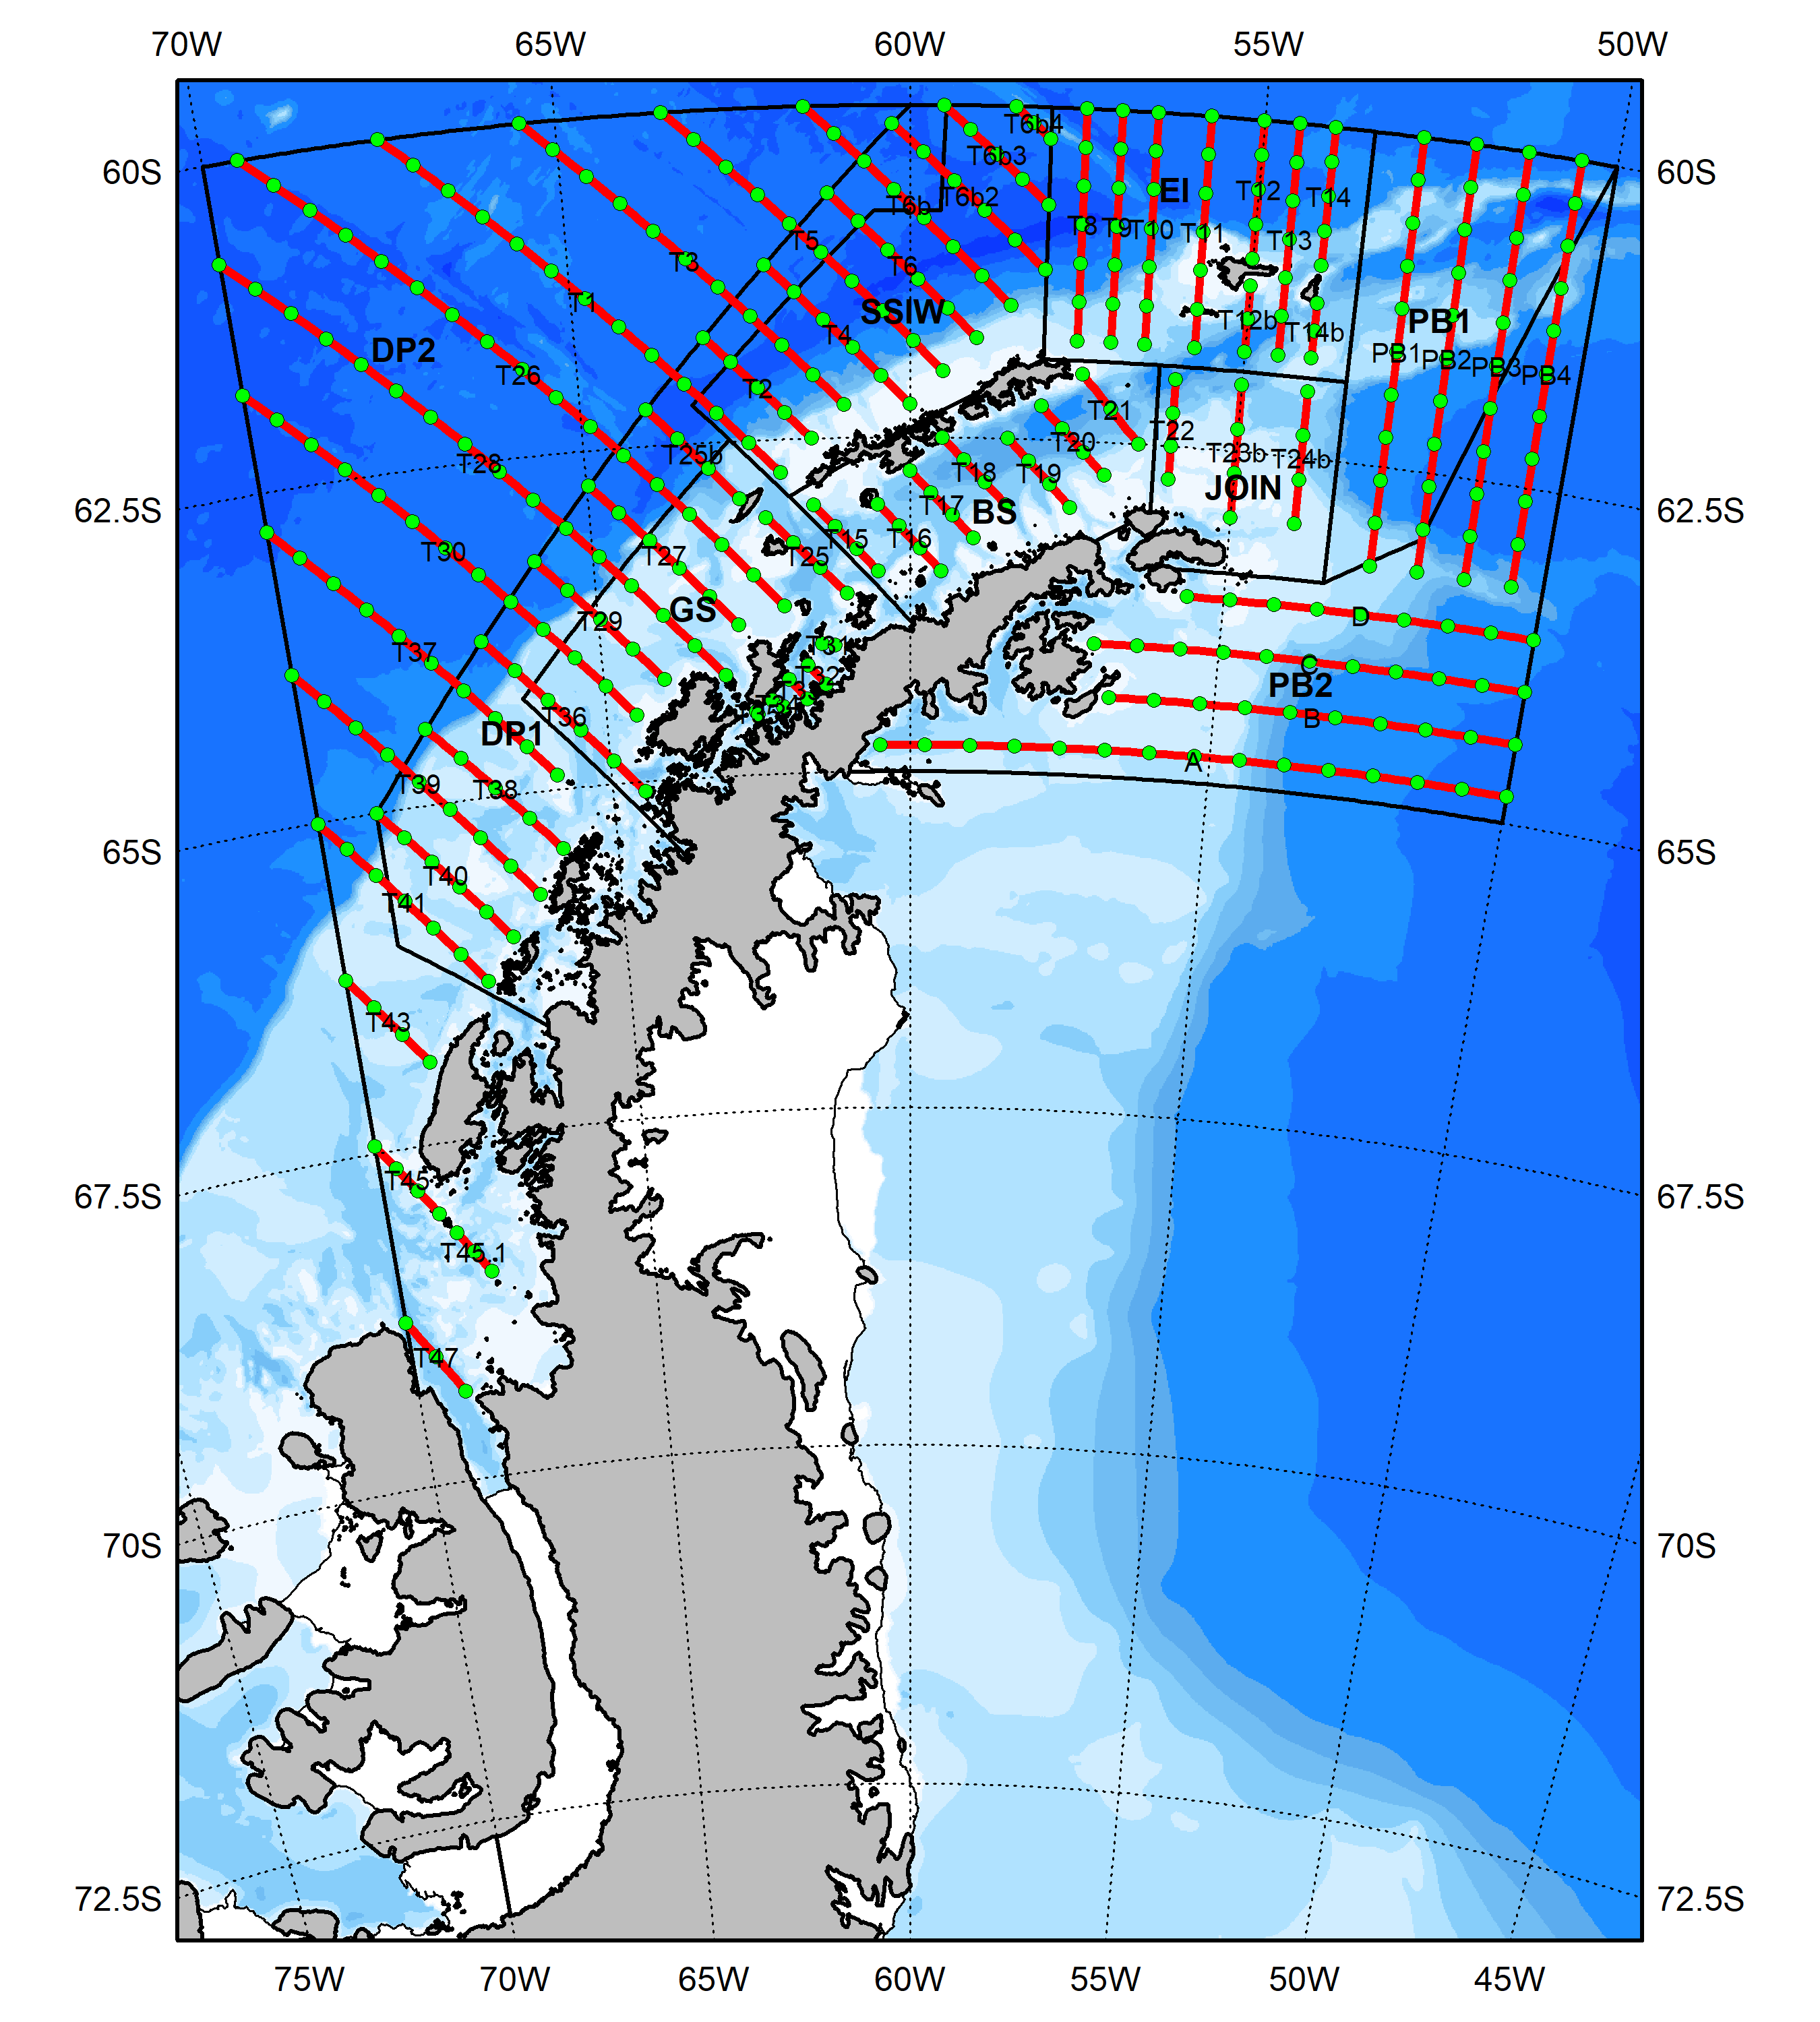 70W 65W 60W 55W 50W
60S 60S
T6b4
T6b3
EI T12 T14
T6b T6b2
T8 T9 T10 T11
T5 T13
T3 T6
T1
SSIW T12b PB1
T4 T14b
DP2 PB1 PB2 PB3 PB4
T26 T2
T21
T22
T20
T28 T25b T23b T24b
T18 T19
JOIN
62.5S T17 BS 62.5S
T15 T16
T30 T27 T25
GS D
T29
T37 T31
C
T32
PB2
T36 B
DP1
A
T39 T38
65S 65S
T40
T41
T43
T45
67.5S 67.5S
T45.1
T47
70S 70S
72.5S 72.5S
75W 70W 65W 60W 55W 50W 45W